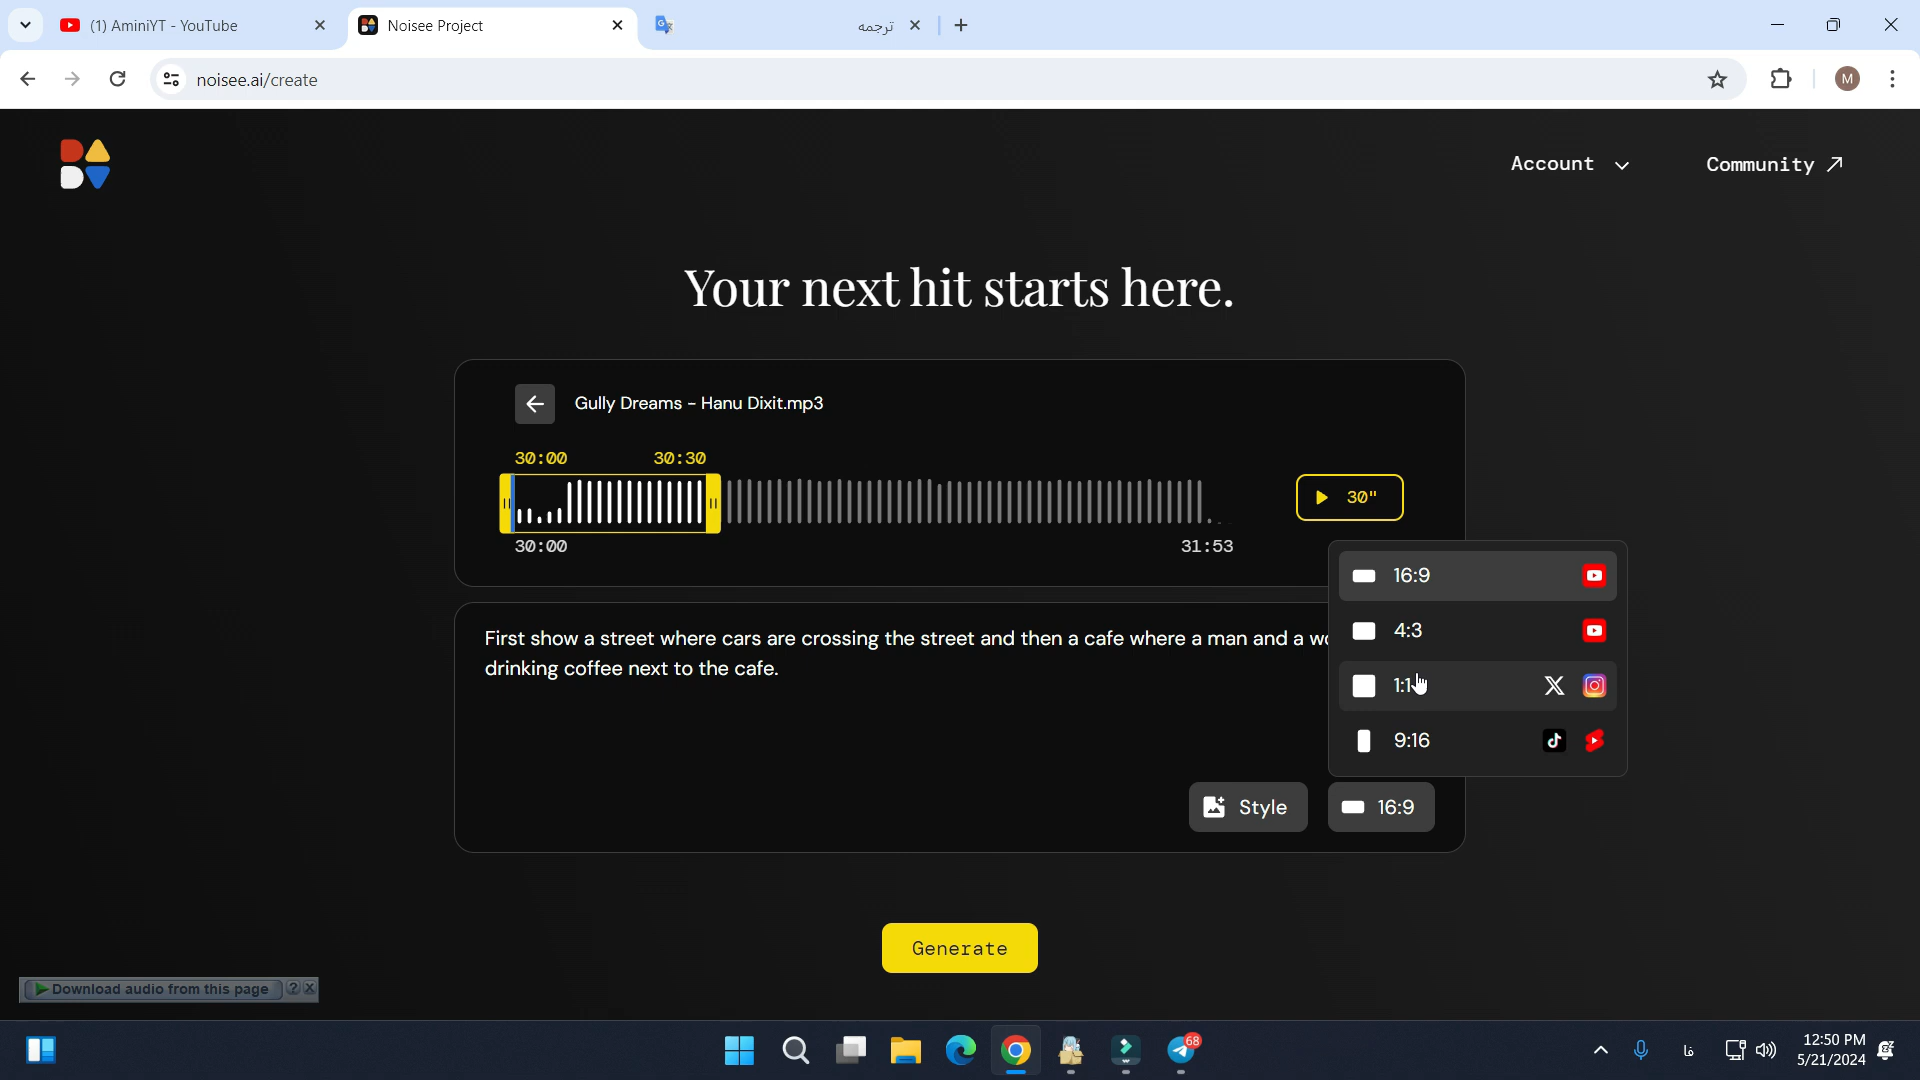 (1) AminiYT - YouTube
Noisee Project
ترجمه
noisee.ai/create
M
Account
Community
Your next hit starts here.
Gully Dreams - Hanu Dixit.mp3
30:00
30:30
30"
30:00
31:53
16:9
4:3
1:1
9:16
First show a street where cars are crossing the street and then a cafe where a man and a wo
drinking coffee next to the cafe.
Style
16:9
Generate
Download audio from this page
68
فا
12:50 PM
5/21/2024